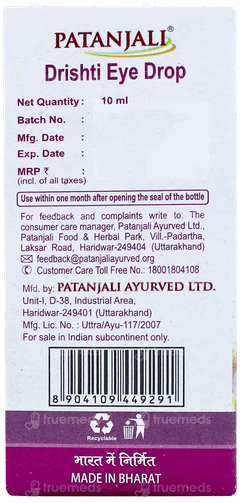 PATANJALI®
Drishti Eye Drop
Net Quantity : 10 ml
Batch No. :
Mfg. Date :
Exp. Date :
MRP ₹ :
(incl. of all taxes)
Use within one month after opening the seal of the bottle
For feedback and complaints write to: The
consumer care manager, Patanjali Ayurved Ltd.,
Patanjali Food & Herbal Park, Vill.-Padartha,
Laksar Road, Haridwar-249404 (Uttarakhand)
feedback@patanjaliayurved.org
Customer Care Toll Free No.: 18001804108
Mfd. by: PATANJALI AYURVED LTD.
Unit-I, D-38, Industrial Area,
Haridwar-249401 (Uttarakhand)
Mfg. Lic. No. : Uttra/Ayu-117/2007
For sale in Indian subcontinent only.
8 904109 449291
truemeds truemeds
Recyclable
भारत में निर्मित
MADE IN BHARAT